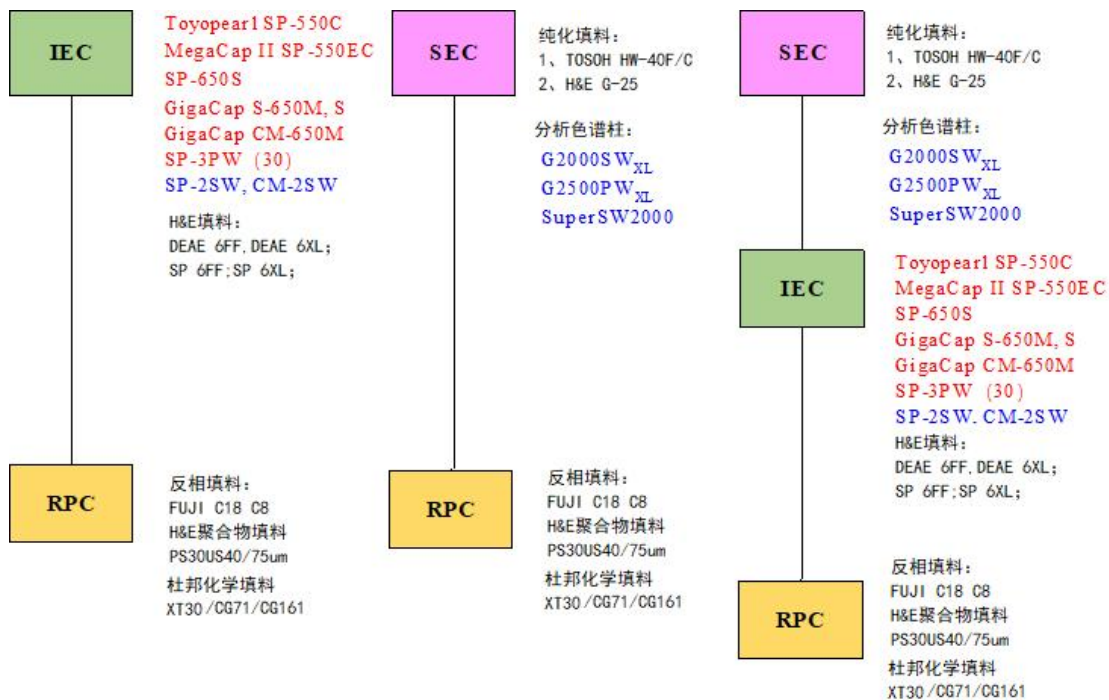 IEC
Toyopearl SP-550C
MegaCap II SP-550EC
SP-650S
GigaCap S-650M, S
GigaCap CM-650M
SP-3PW (30)
SP-2SW, CM-2SW
H&E填料：
DEAE 6FF,DEAE 6XL；
SP 6FF;SP 6XL；
RPC
反相填料：
FUJI C18 C8
H&E聚合物填料
PS30US40/75um
杜邦化学填料
XT30/CG71/CG161
SEC
纯化填料：
1、TOSOH HW-40F/C
2、H&E G-25
分析色谱柱：
G2000SWXL
G2500PWXL
SuperSW2000
RPC
反相填料：
FUJI C18 C8
H&E聚合物填料
PS30US40/75um
杜邦化学填料
XT30/CG71/CG161
SEC
纯化填料：
1、TOSOH HW-40F/C
2、H&E G-25
分析色谱柱：
G2000SWXL
G2500PWXL
SuperSW2000
IEC
Toyopearl SP-550C
MegaCap II SP-550EC
SP-650S
GigaCap S-650M, S
GigaCap CM-650M
SP-3PW (30)
SP-2SW. CM-2SW
H&E填料：
DEAE 6FF,DEAE 6XL；
SP 6FF;SP 6XL；
RPC
反相填料：
FUJI C18 C8
H&E聚合物填料
PS30US40/75um
杜邦化学填料
XT30/CG71/CG161